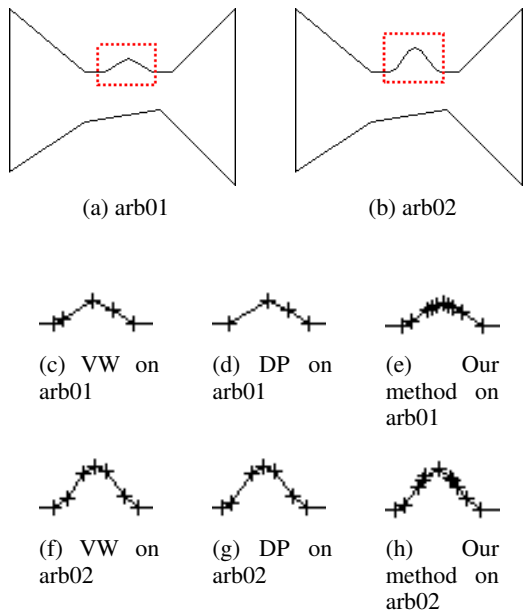 (a) arb01
(b) arb02
(c) VW on
arb01
(d) DP on
arb01
(e) Our
method on
arb01
(f) VW on
arb02
(g) DP on
arb02
(h) Our
method on
arb02